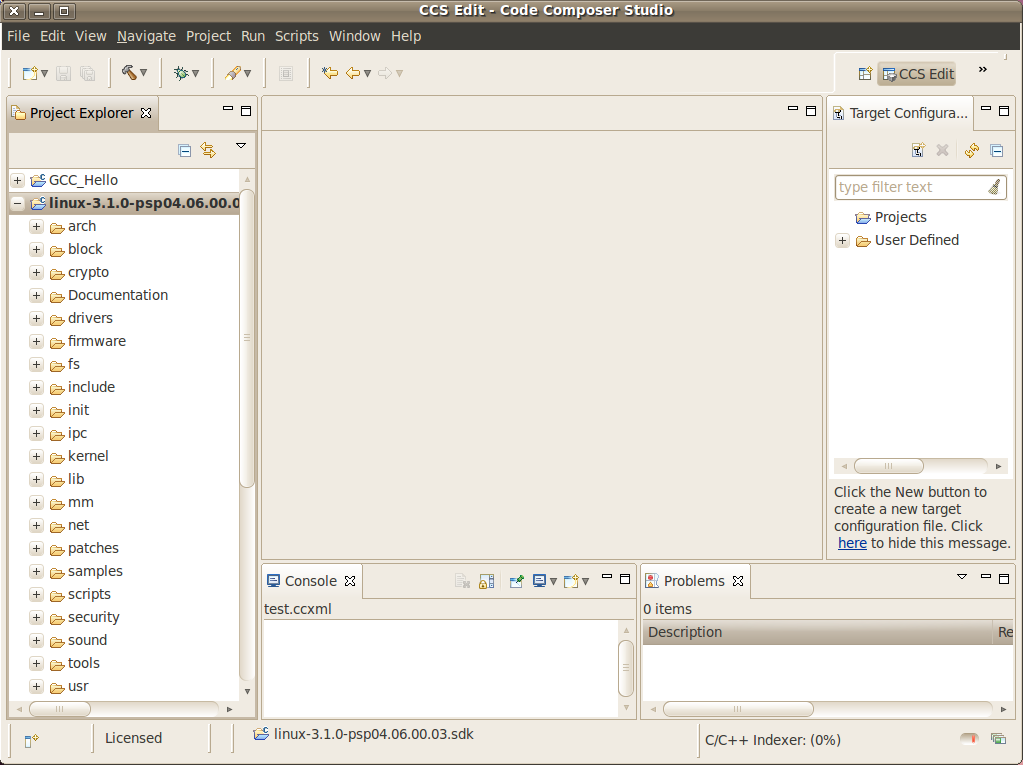 CCS Edit - Code Composer Studio
File Edit View Navigate Project Run Scripts Window Help
CCS Edit
Project Explorer
GCC_Hello
linux-3.1.0-psp04.06.00.0
arch
block
crypto
Documentation
drivers
firmware
fs
include
init
ipc
kernel
lib
mm
net
patches
samples
scripts
security
sound
tools
usr
Target Configura...
type filter text
Projects
User Defined
Click the New button to
create a new target
configuration file. Click
here to hide this message.
Console
test.ccxml
Problems
0 items
Description Re
Licensed
linux-3.1.0-psp04.06.00.03.sdk
C/C++ Indexer: (0%)